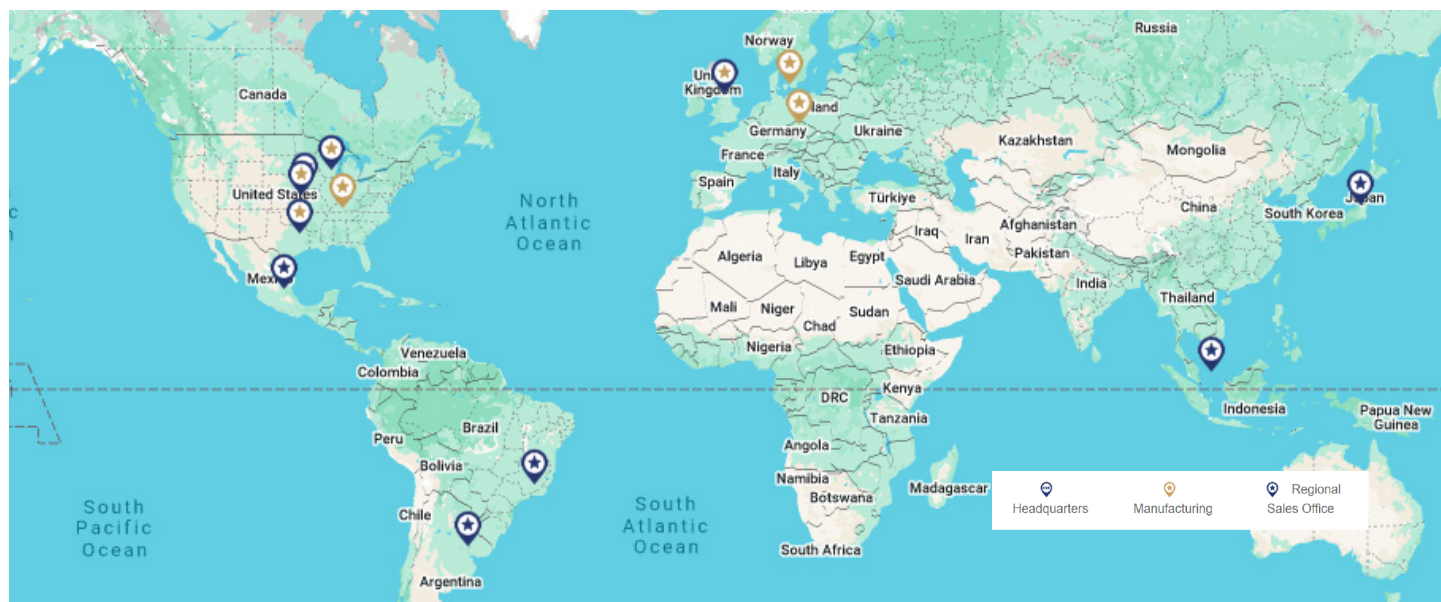 Russia
Norway
United
Kingdom
Canada
Germany
Ukraine
Kazakhstan
Mongolia
France
Italy
Spain
Türkiye
United States
North
Atlantic
Ocean
China
South Korea
Japan
Iraq
Iran
Afghanistan
Pakistan
Algeria
Libya
Egypt
Saudi Arabia
India
Mali
Niger
Chad
Sudan
Thailand
Nigeria
Ethiopia
Venezuela
Colombia
DRC
Kenya
Tanzania
Indonesia
Papua New
Guinea
Peru
Brazil
Bolivia
Angola
Namibia
Botswana
Madagascar
South
Pacific
Ocean
Chile
South
Atlantic
Ocean
South Africa
Argentina
Headquarters
Manufacturing
Regional
Sales Office